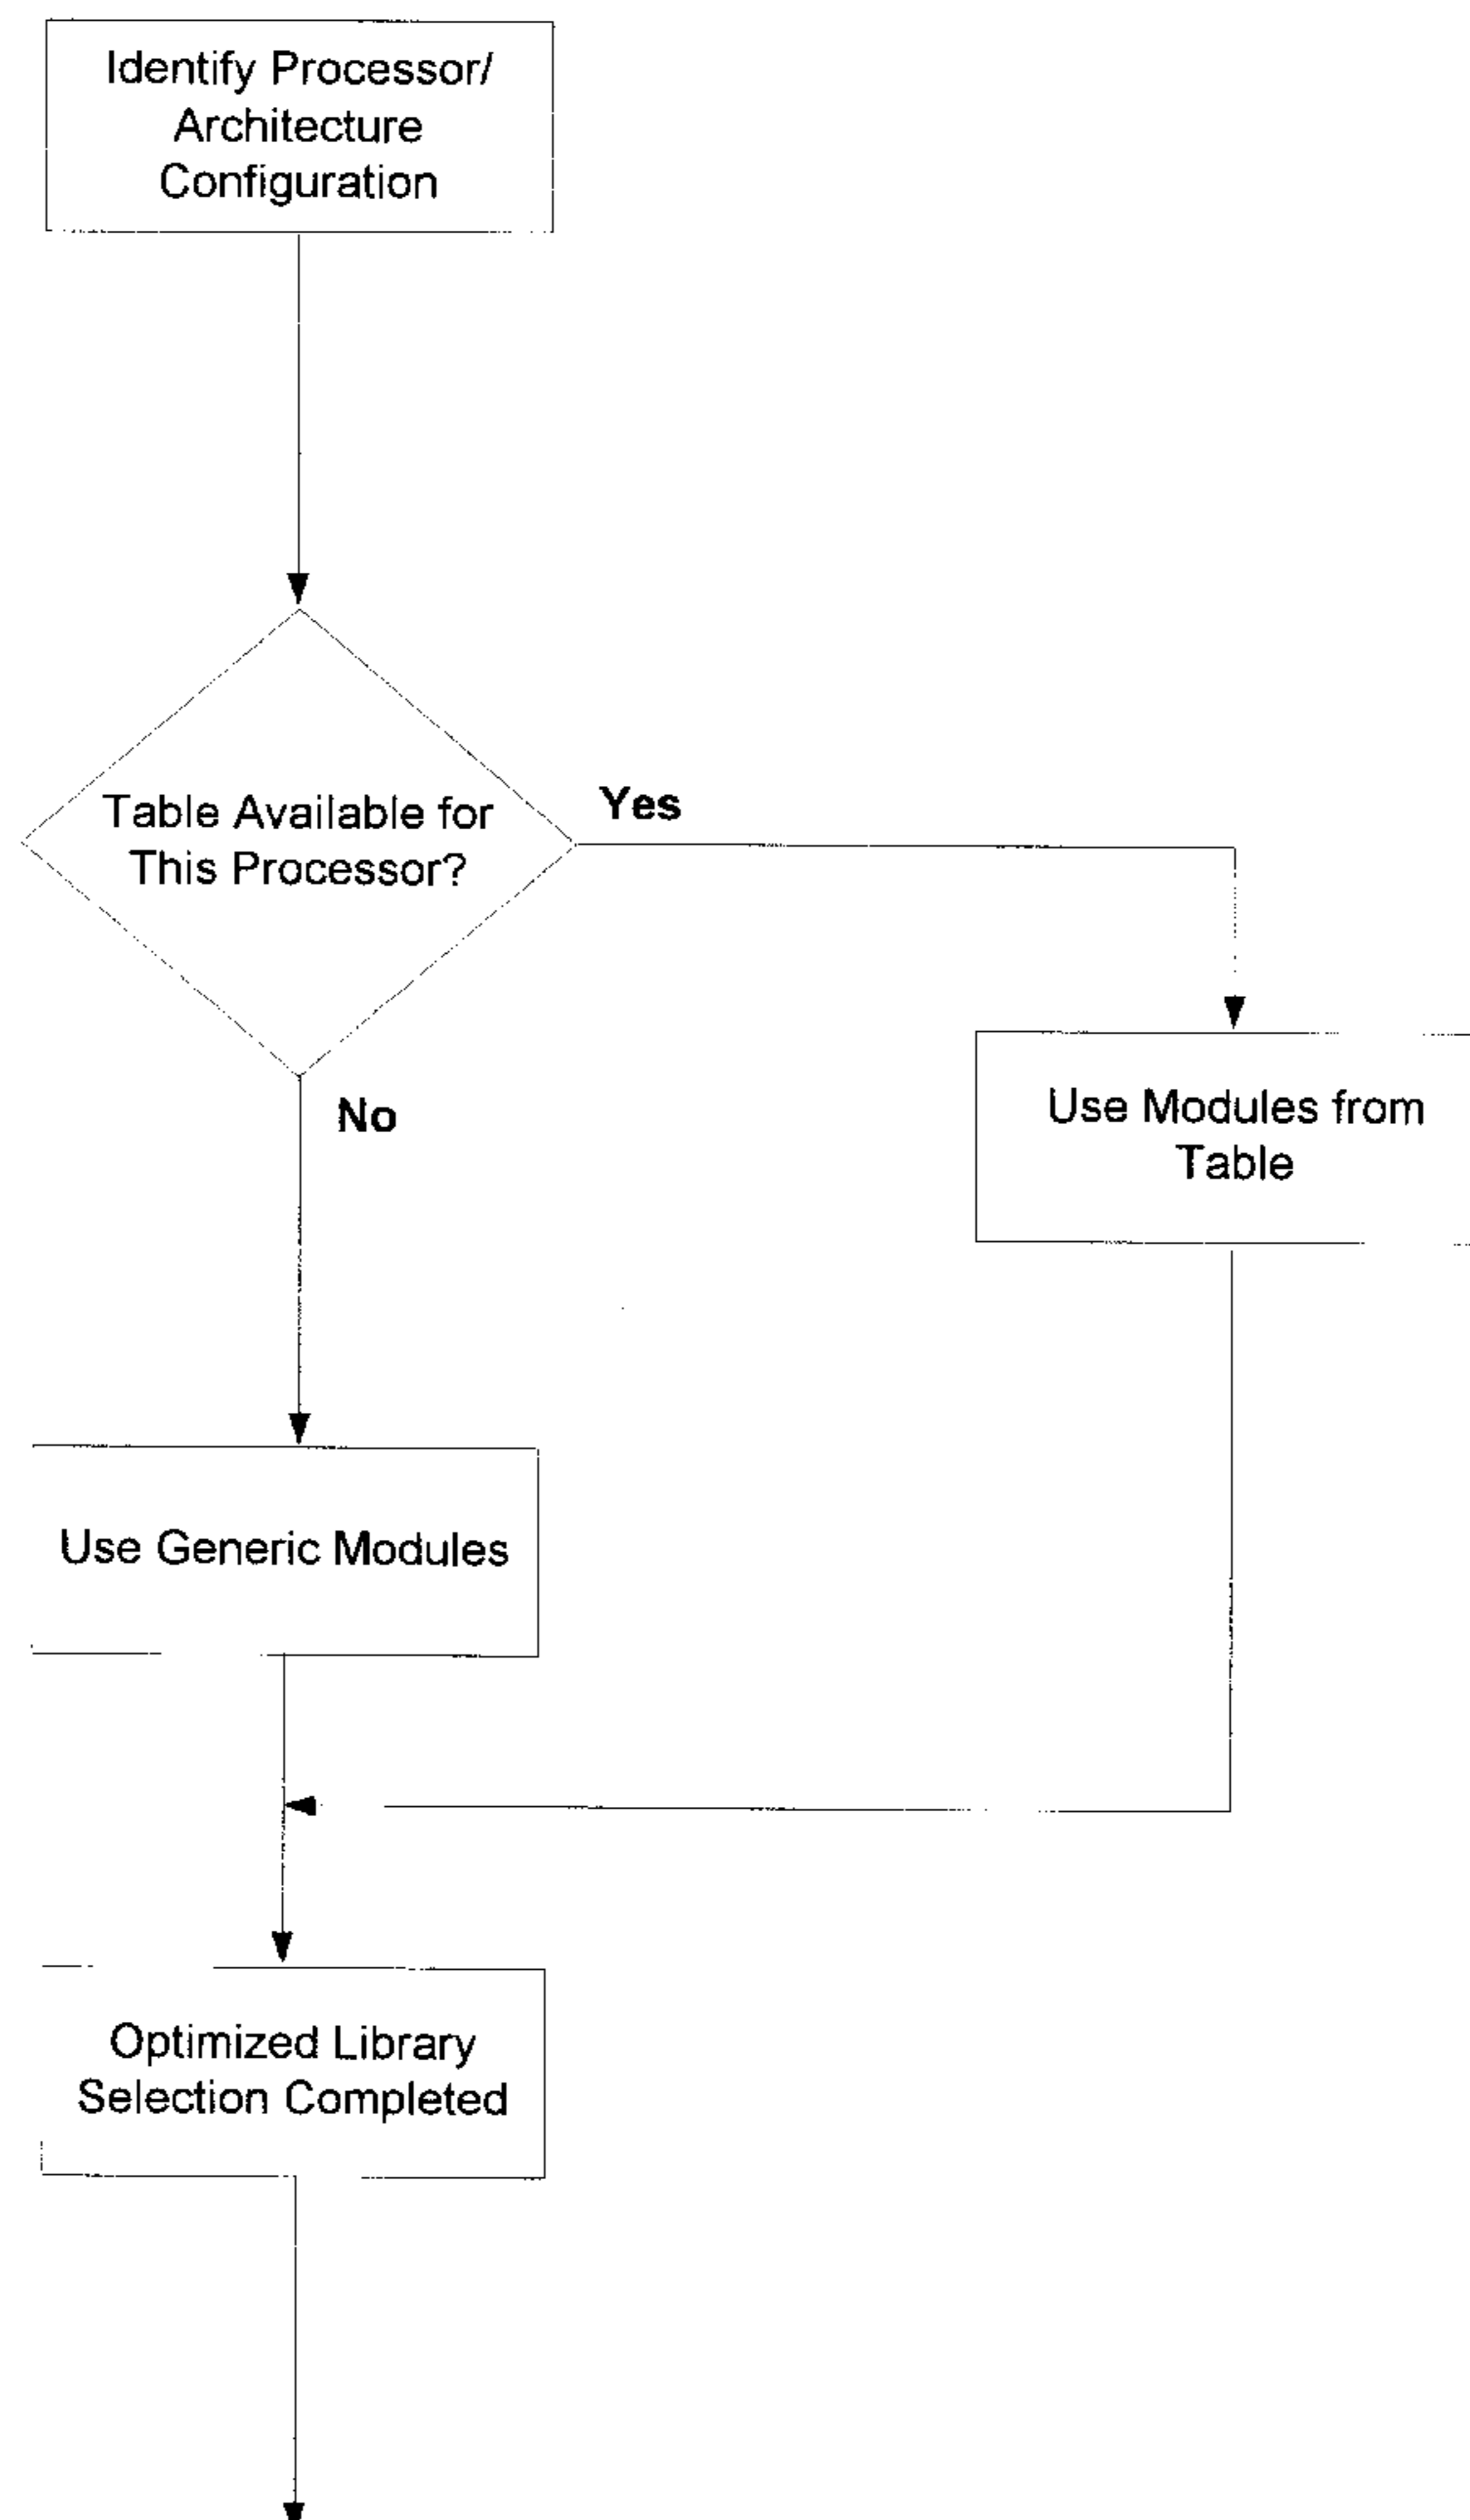 Identify Processor/
Architecture
Configuration
Table Available for
This Processor?
Yes
No
Use Modules from
Table
Use Generic Modules
Optimized Library
Selection Completed